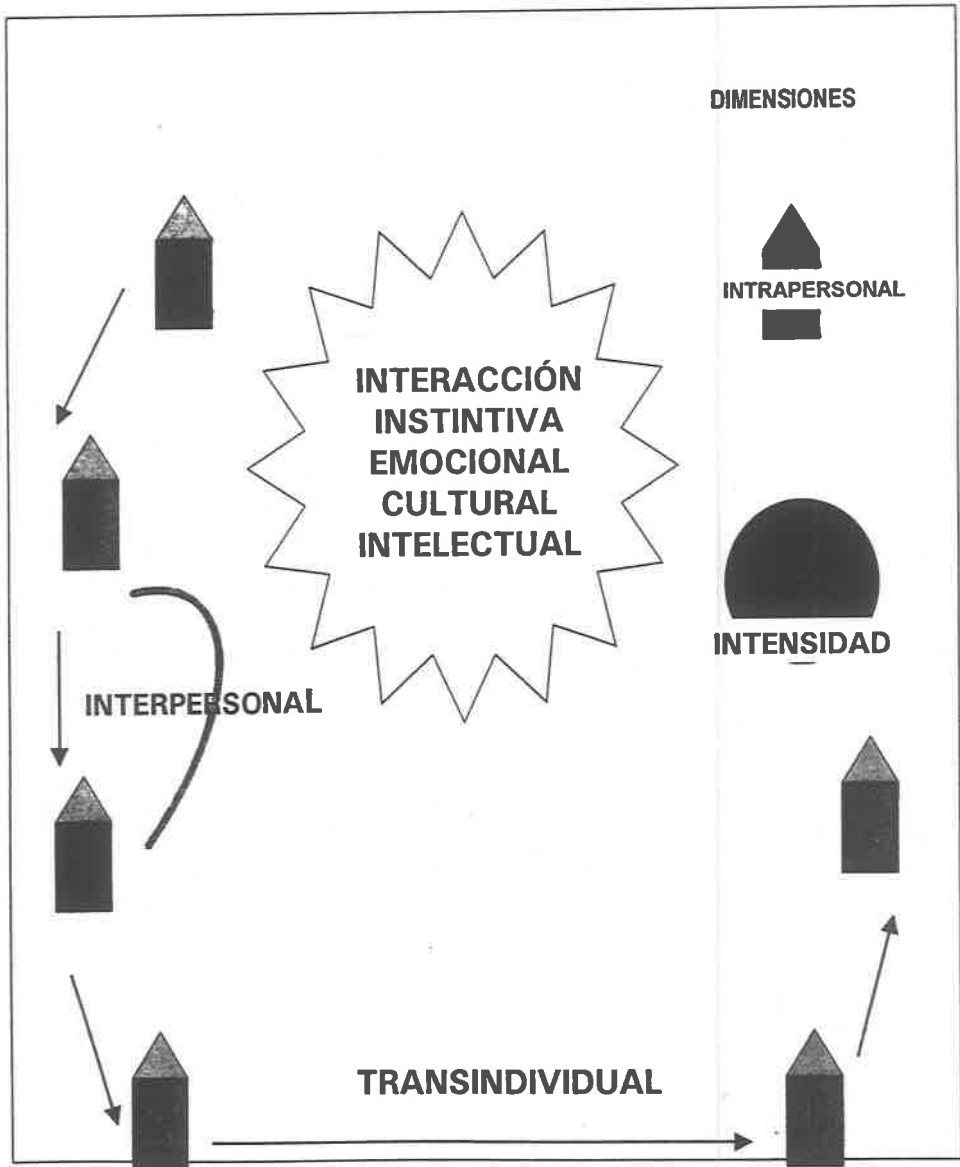 DIMENSIONES
INTRAPERSONAL
INTERACCIÓN
INSTINTIVA
EMOCIONAL
CULTURAL
INTELECTUAL
INTENSIDAD
INTERPERSONAL
TRANSINDIVIDUAL